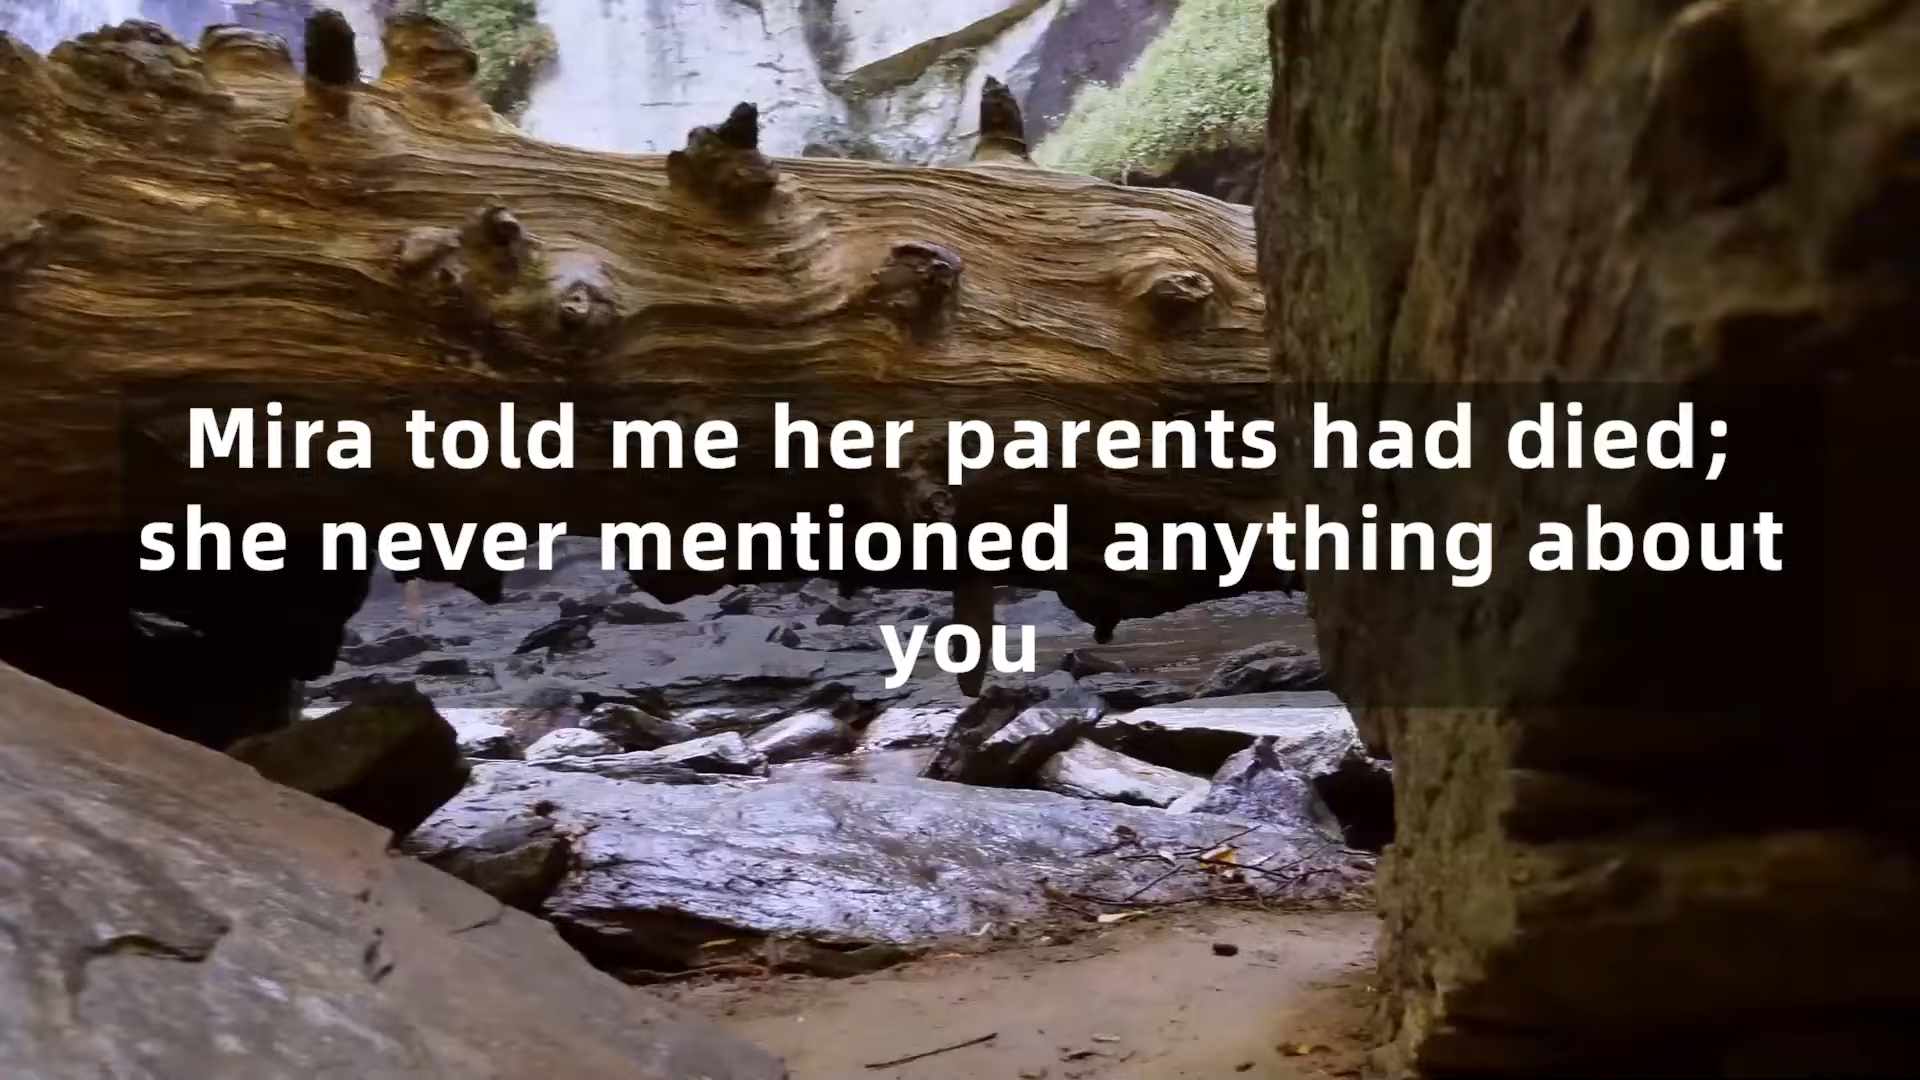 Mira told me her parents had died;
she never mentioned anything about
you